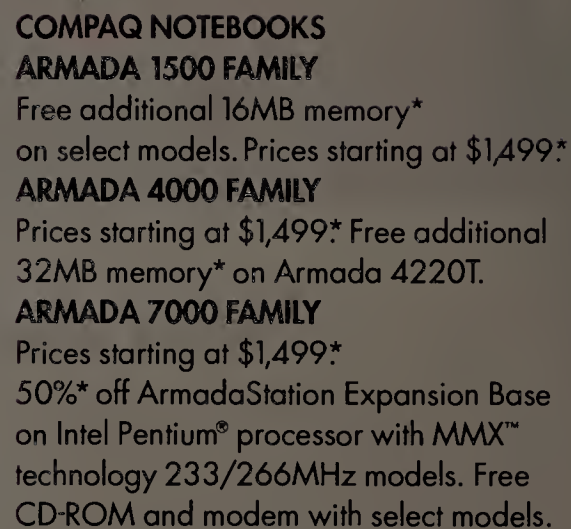 COMPAQ NOTEBOOKS
ARMADA 1500 FAMILY
Free additional 16MB memory*
on select models. Prices starting at $1,499.*
ARMADA 4000 FAMILY
Prices starting at $1,499.* Free additional
32MB memory* on Armada 4220T.
ARMADA 7000 FAMILY
Prices starting at $1,499.*
50%* off ArmadaStation Expansion Base
on Intel Pentium® processor with MMX™
technology 233/266MHz models. Free
CD-ROM and modem with select models.